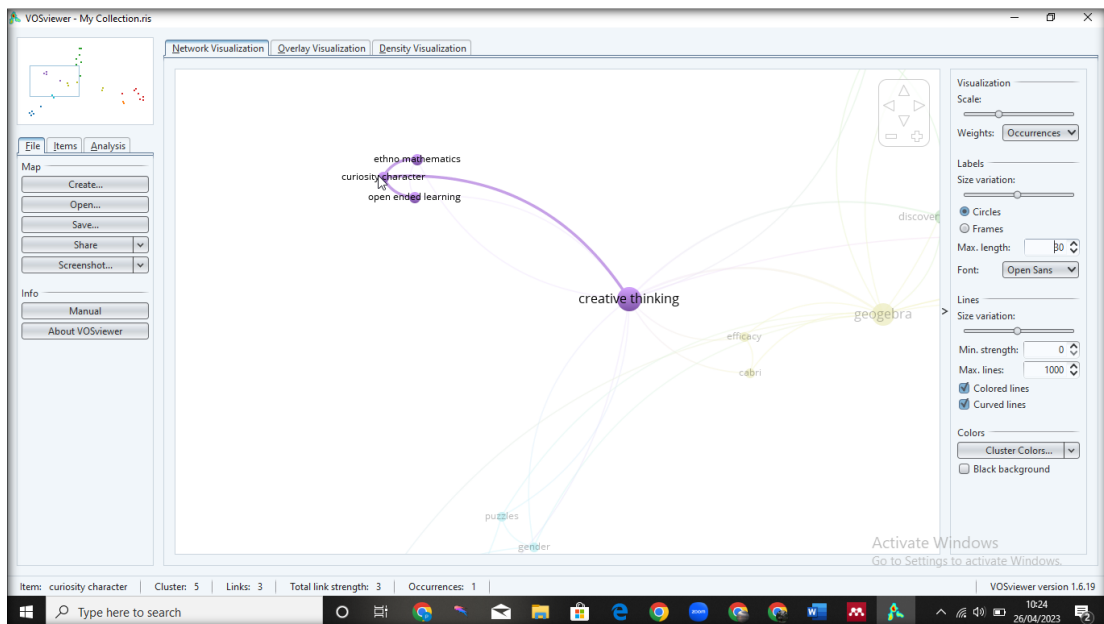 VOSviewer - My Collection.ris
Network Visualization Overlay Visualization Density Visualization
File Items Analysis
Map
Create...
Open...
Save...
Share
Screenshot...
Info
Manual
About VOSviewer
ethno mathematics
curiosity character
open ended learning
creative thinking
discover
geogebra
efficacy
cabri
puzzles
gender
>
Visualization
Scale:
Weights: Occurrences
Labels
Size variation:
Circles
Frames
Max. length: 30
Font: Open Sans
Lines
Size variation:
Min. strength: 0
Max. lines: 1000
Colored lines
Curved lines
Colors
Cluster Colors...
Black background
Activate Windows
Go to Settings to activate Windows.
Item: curiosity character Cluster: 5 Links: 3 Total link strength: 3 Occurrences: 1 VOSviewer version 1.6.19
Type here to search
zoom
10:24
26/04/2023
2